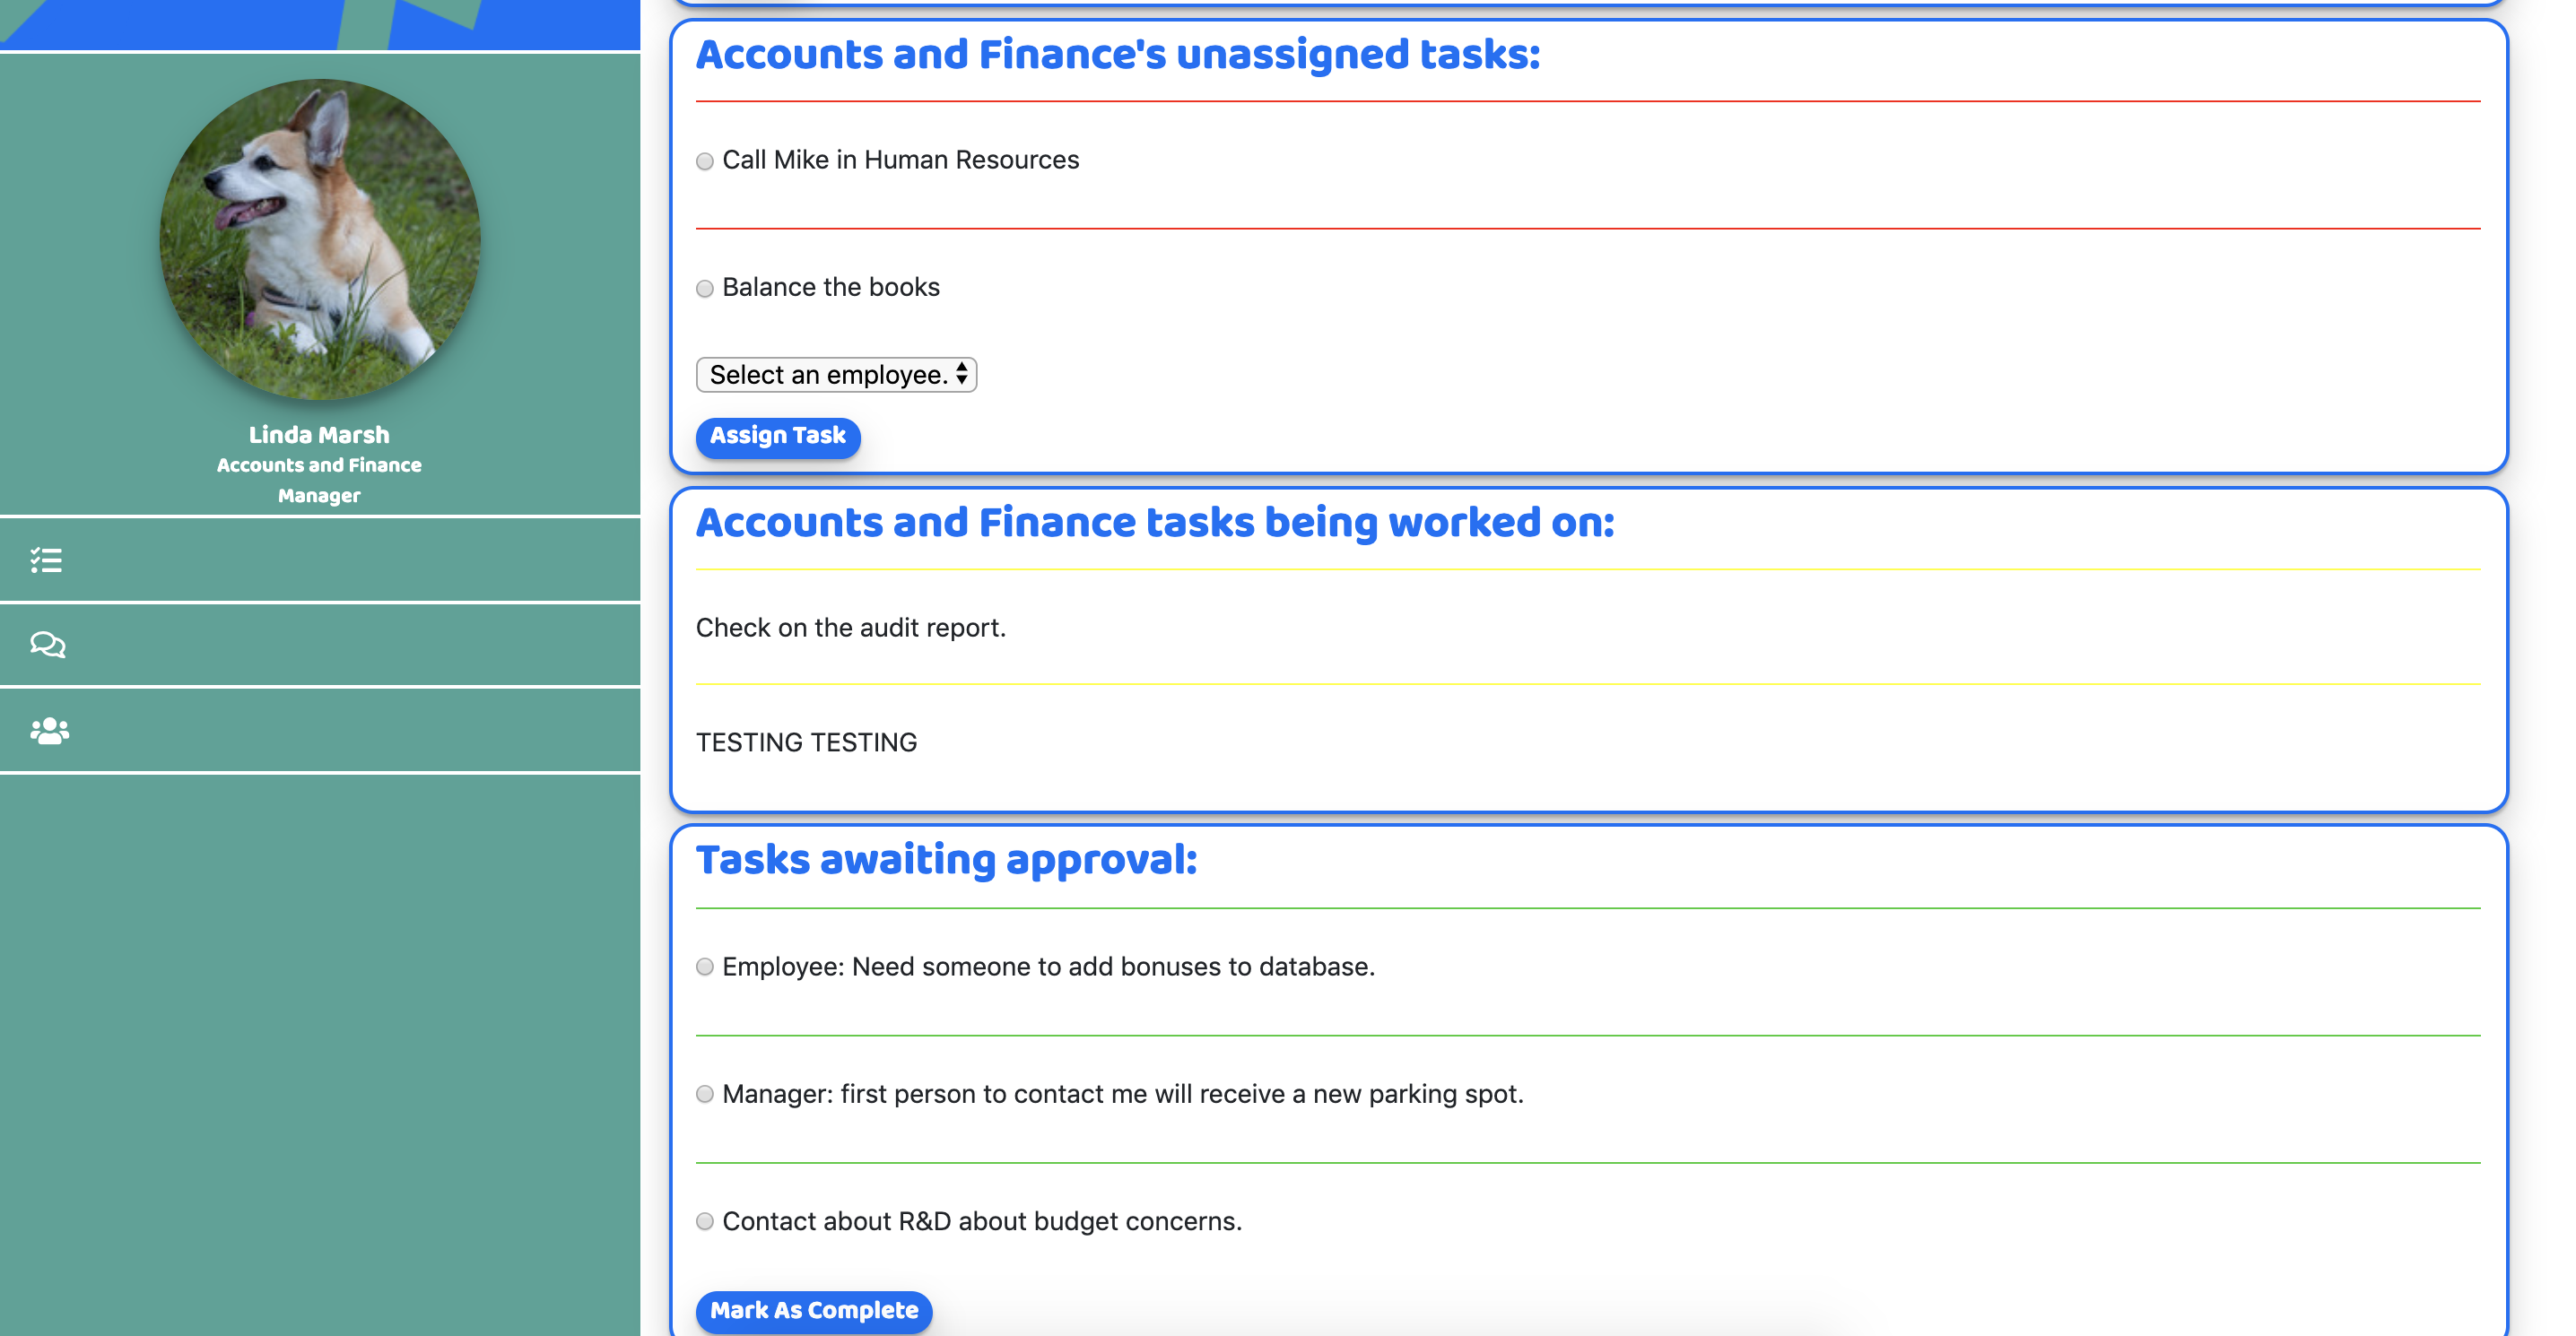 Linda Marsh
Accounts and Finance
Manager
Accounts and Finance's unassigned tasks:
Call Mike in Human Resources
Balance the books
Select an employee.
Assign Task
Accounts and Finance tasks being worked on:
Check on the audit report.
TESTING TESTING
Tasks awaiting approval:
Employee: Need someone to add bonuses to database.
Manager: first person to contact me will receive a new parking spot.
Contact about R&D about budget concerns.
Mark As Complete